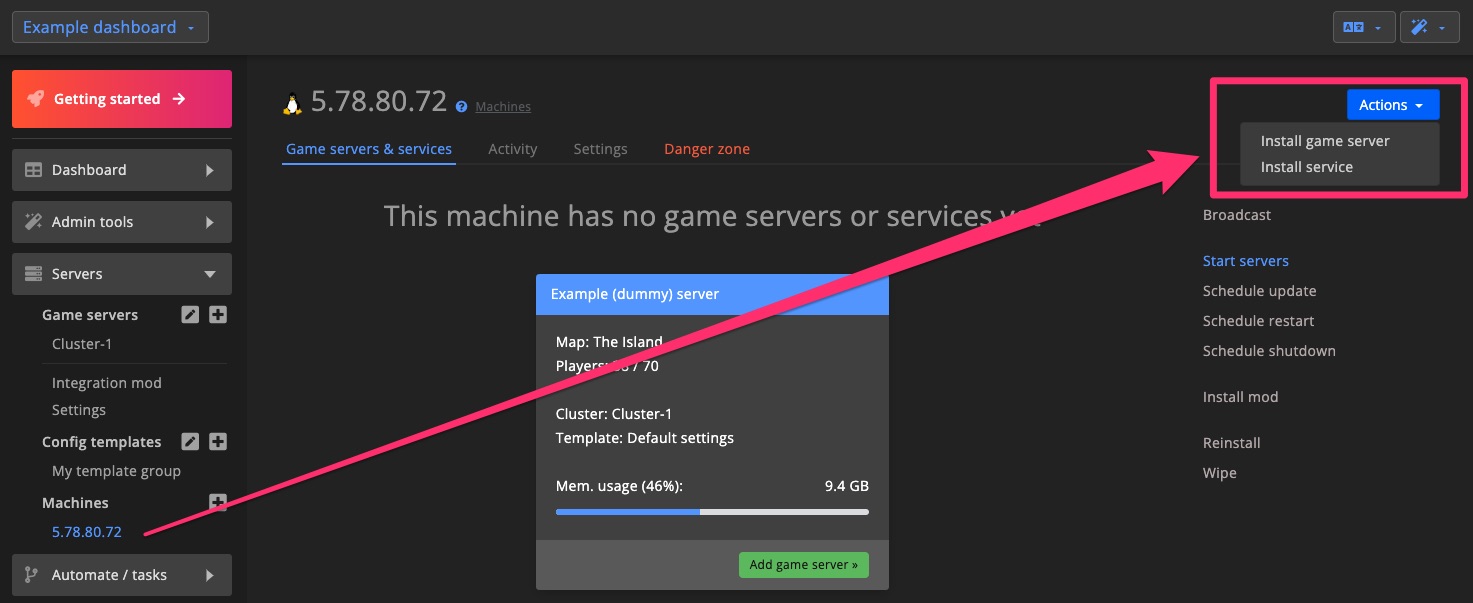 Example dashboard
Getting started
Dashboard
Admin tools
Servers
Game servers
Cluster-1
Integration mod
Settings
Config templates
My template group
Machines
5.78.80.72
Automate / tasks
5.78.80.72 ? Machines
Game servers & services Activity Settings Danger zone
This machine has no game servers or services
Example (dummy) server
Map: The Island
Players: / 70
Cluster: Cluster-1
Template: Default settings
Mem. usage (46%): 9.4 GB
Add game server »
Actions
Install game server
Install service
Broadcast
Start servers
Schedule update
Schedule restart
Schedule shutdown
Install mod
Reinstall
Wipe